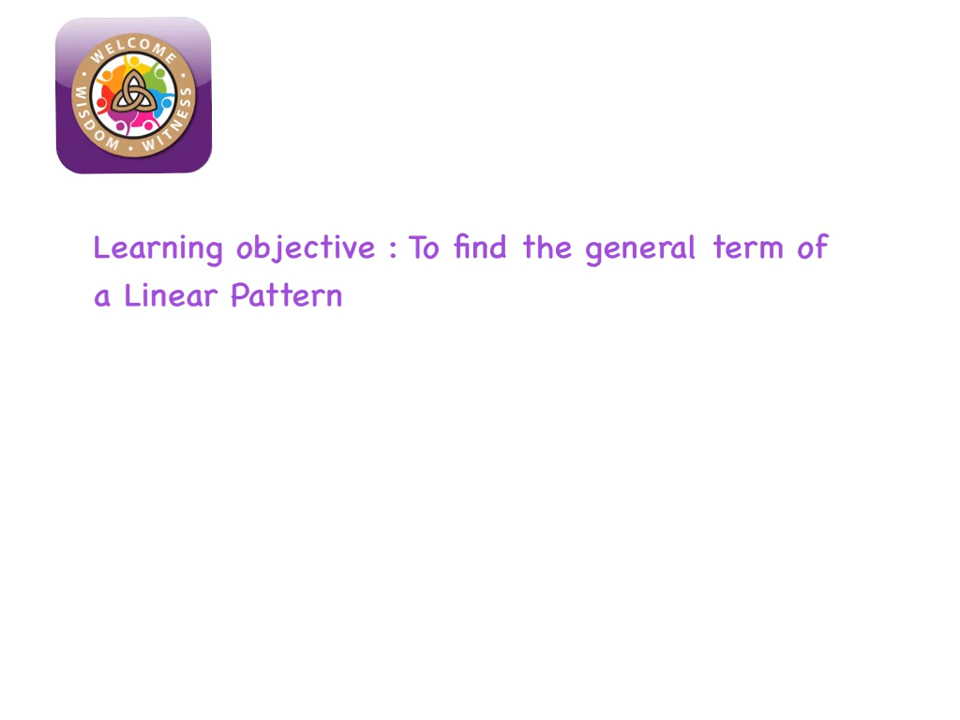 WELCOME
WISDOM • WITNESS
Learning objective : To find the general term of
a Linear Pattern